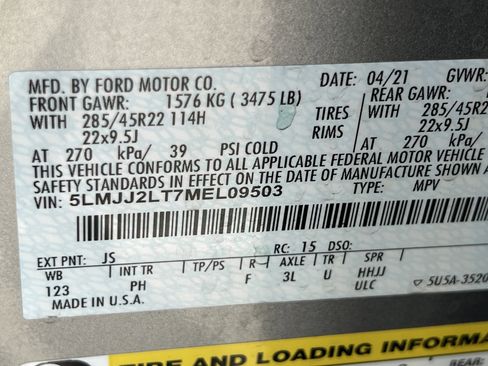 MFD. BY FORD MOTOR CO.
DATE: 04/21 GVWR:
FRONT GAWR: 1576 KG ( 3475 LB)
REAR GAWR:
WITH 285/45R22 114H TIRES 285/45R22
22x9.5J RIMS 22x9.5J
AT 270 kPa/ 39 PSI COLD AT 270 kPa/
THIS VEHICLE CONFORMS TO ALL APPLICABLE FEDERAL MOTOR VEHICLE
SAFETY STANDARDS IN EFFECT ON THE DATE OF MANUFACTURE SHOWN
VIN: 5LMJJ2LT7MEL09503
TYPE: MPV
EXT PNT: JS RC: 15 DSO:
WB INT TR TP/PS R AXLE TR SPR
123 PH F 3L U HHJJ
ULC
MADE IN U.S.A.
5U5A-3520
TIRE AND LOADING INFORMA
REAR: